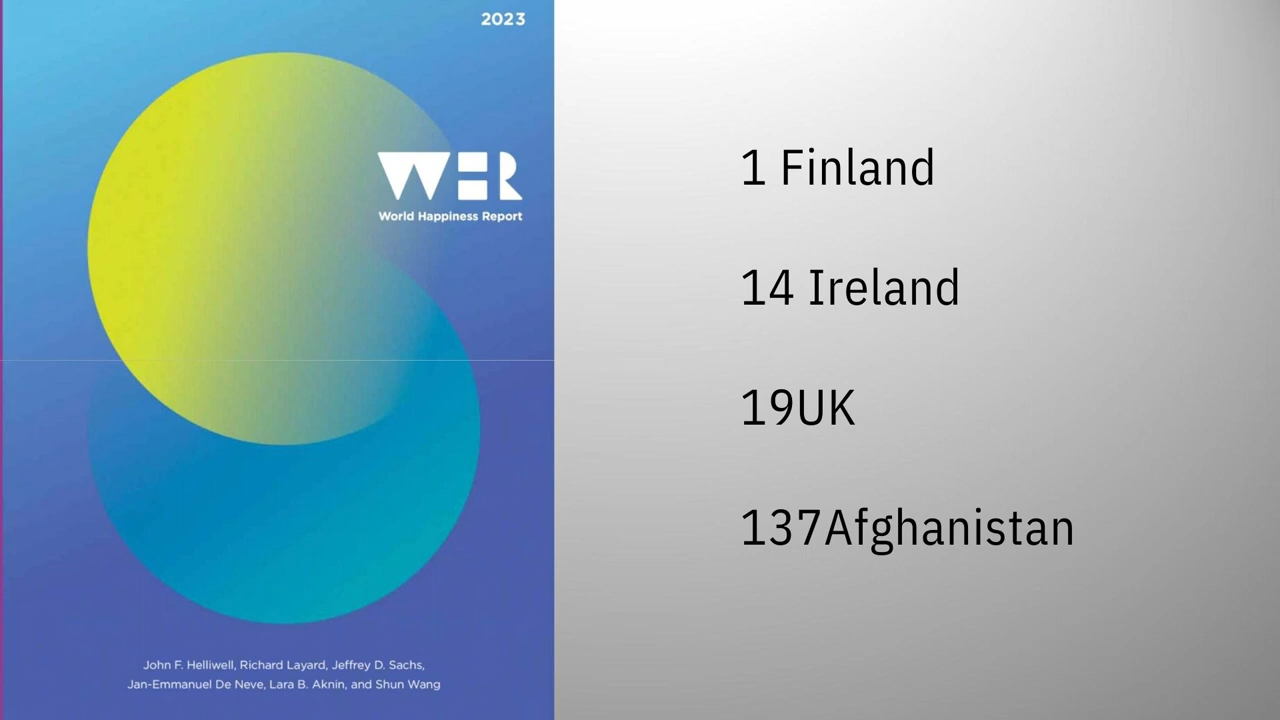 2023
WHR
World Happiness Report
John F. Helliwell, Richard Layard, Jeffrey D. Sachs,
Jan-Emmanuel De Neve, Lara B. Aknin, and Shun Wang
1 Finland
14 Ireland
19UK
137Afghanistan